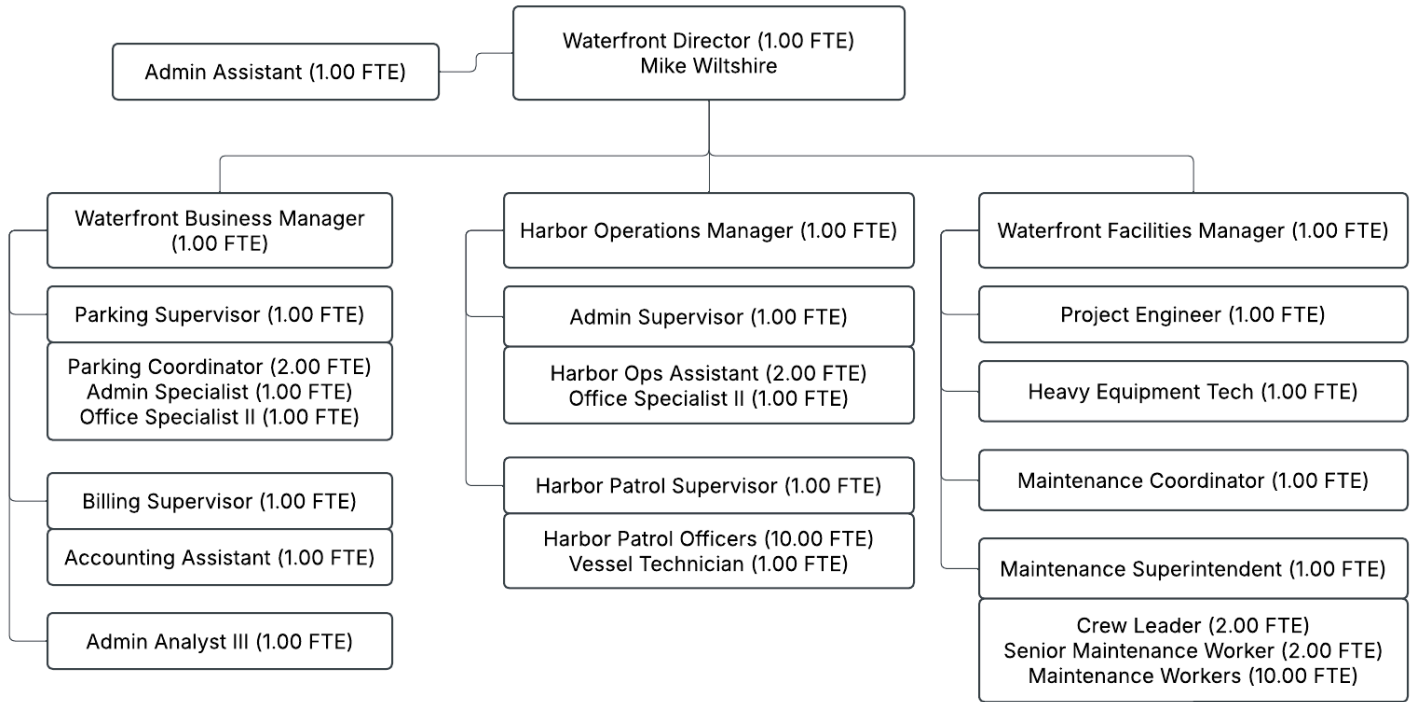 Waterfront Director (1.00 FTE)
Mike Wiltshire
Admin Assistant (1.00 FTE)
Waterfront Business Manager
(1.00 FTE)
Parking Supervisor (1.00 FTE)
Parking Coordinator (2.00 FTE)
Admin Specialist (1.00 FTE)
Office Specialist II (1.00 FTE)
Billing Supervisor (1.00 FTE)
Accounting Assistant (1.00 FTE)
Admin Analyst III (1.00 FTE)
Harbor Operations Manager (1.00 FTE)
Admin Supervisor (1.00 FTE)
Harbor Ops Assistant (2.00 FTE)
Office Specialist II (1.00 FTE)
Harbor Patrol Supervisor (1.00 FTE)
Harbor Patrol Officers (10.00 FTE)
Vessel Technician (1.00 FTE)
Waterfront Facilities Manager (1.00 FTE)
Project Engineer (1.00 FTE)
Heavy Equipment Tech (1.00 FTE)
Maintenance Coordinator (1.00 FTE)
Maintenance Superintendent (1.00 FTE)
Crew Leader (2.00 FTE)
Senior Maintenance Worker (2.00 FTE)
Maintenance Workers (10.00 FTE)